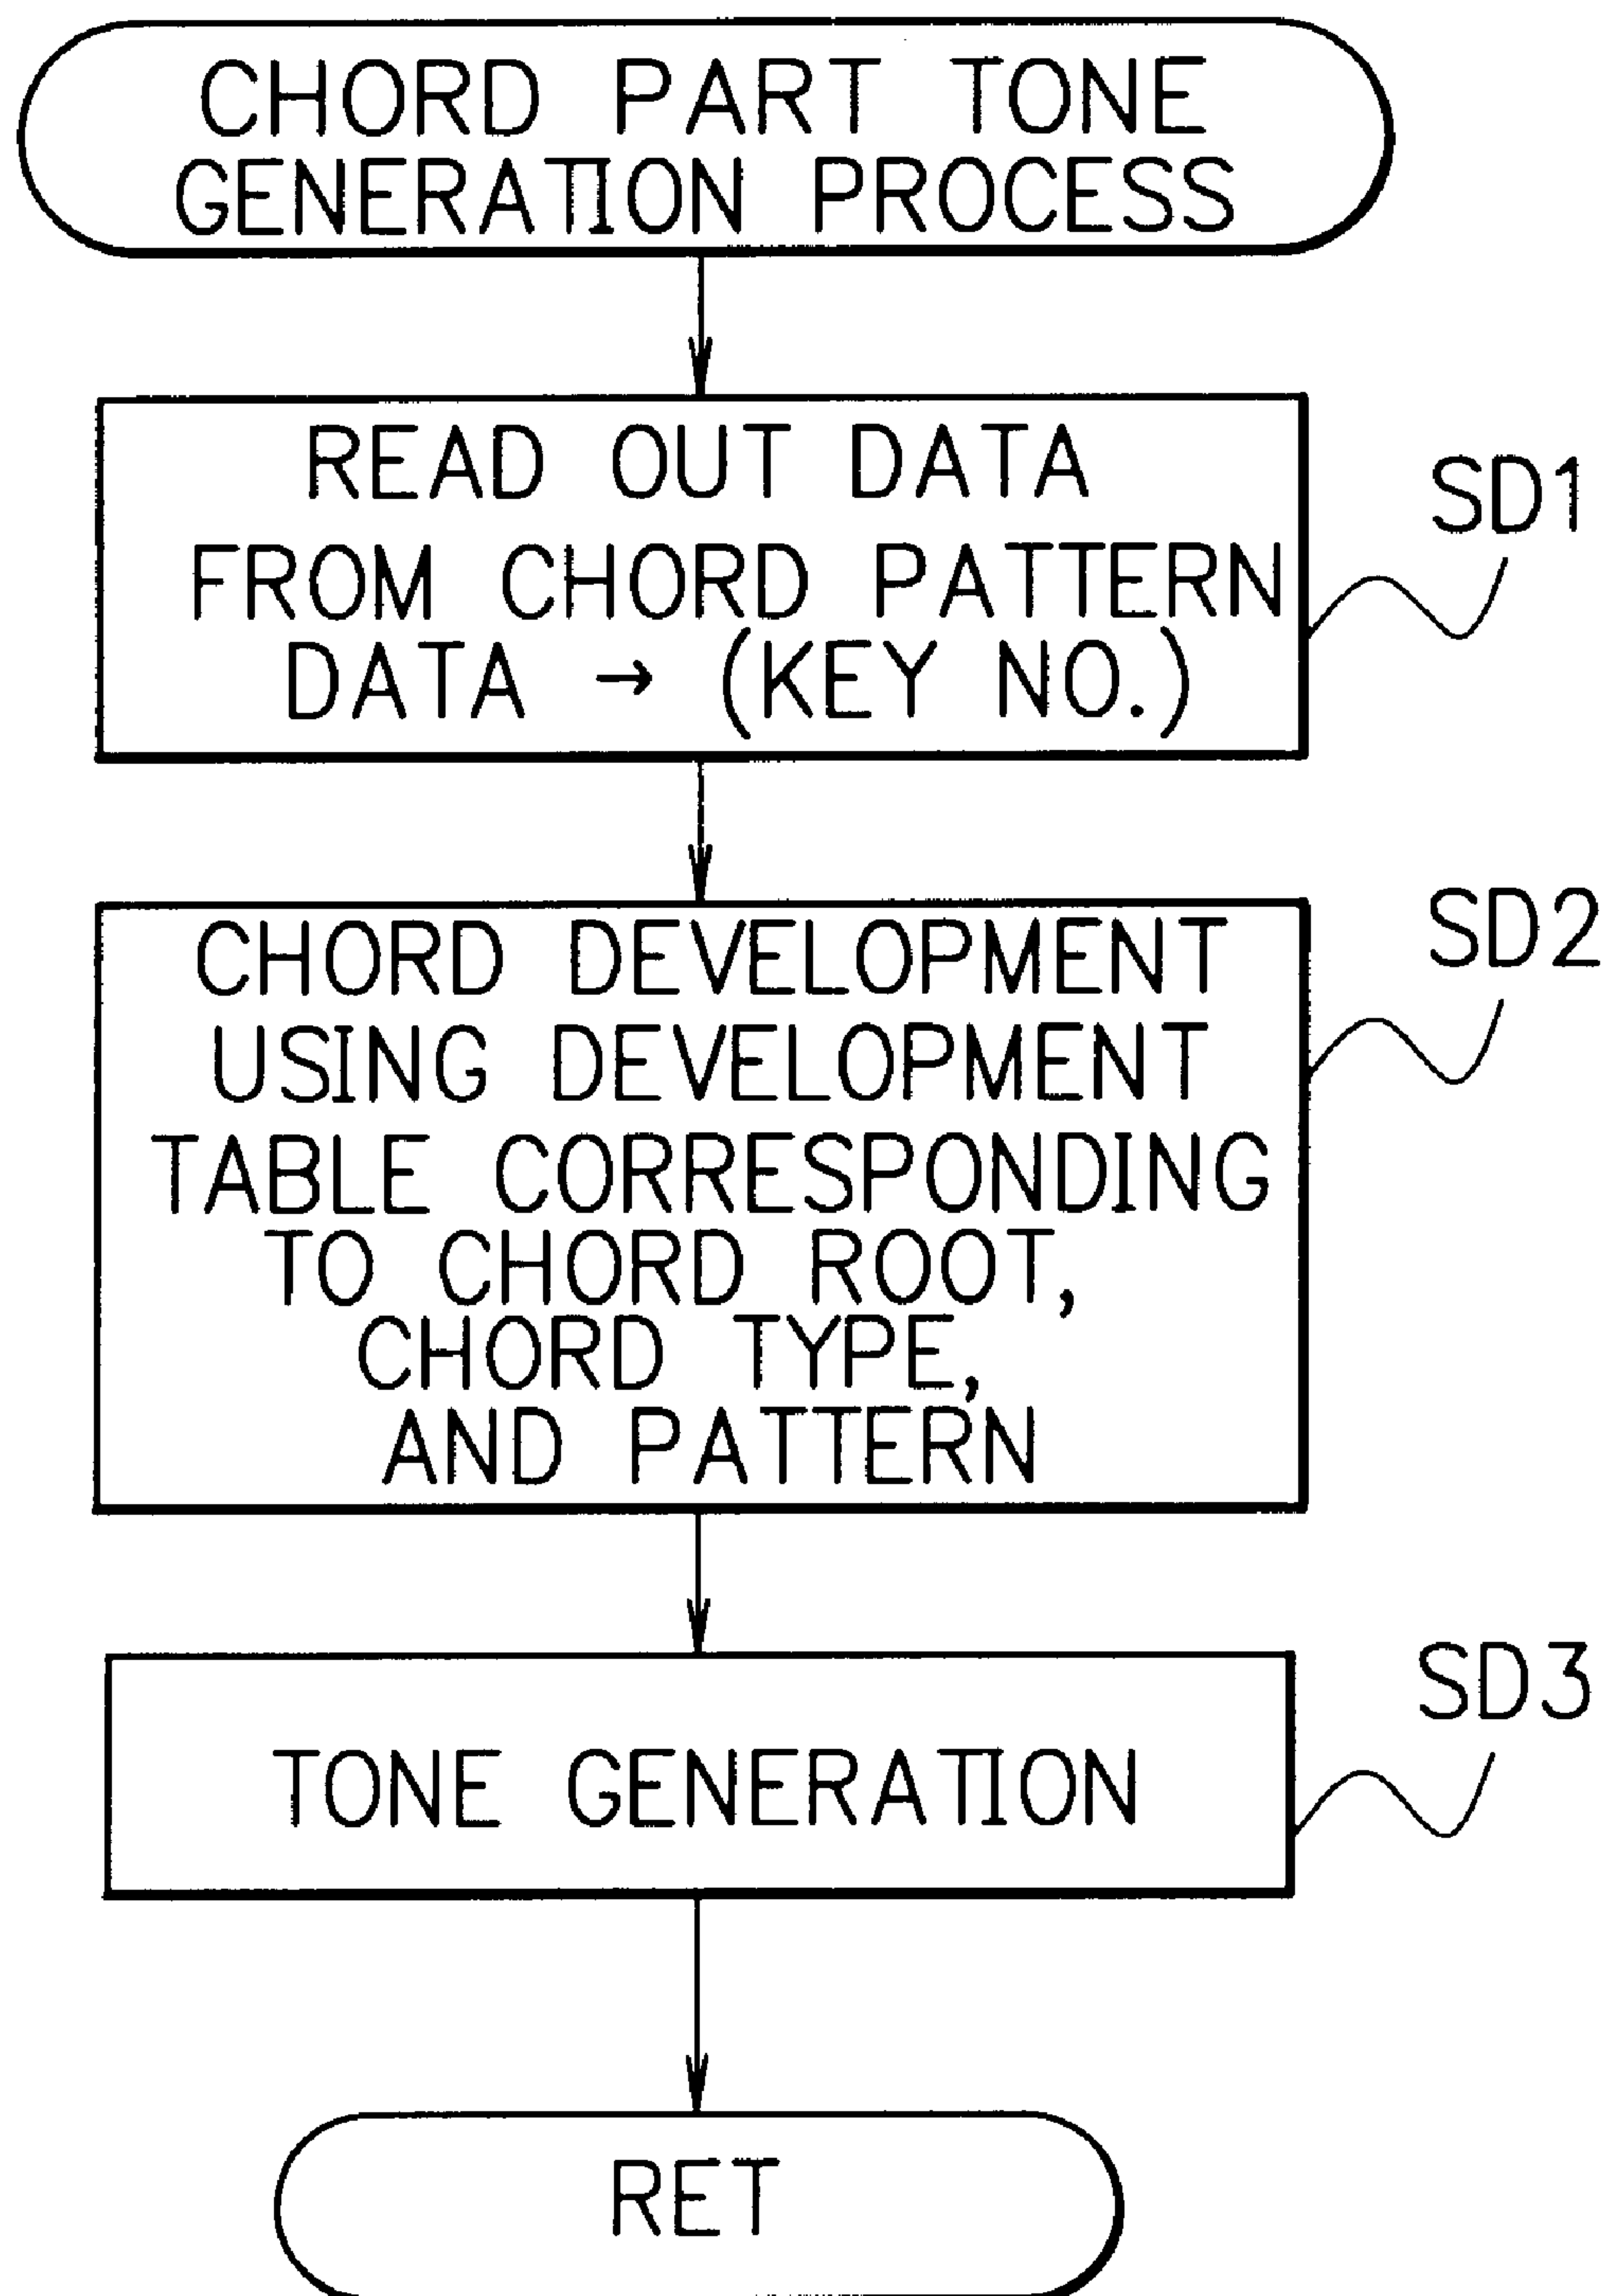 CHORD PART TONE
GENERATION PROCESS
READ OUT DATA
FROM CHORD PATTERN
DATA → (KEY NO.)
SD1
CHORD DEVELOPMENT
USING DEVELOPMENT
TABLE CORRESPONDING
TO CHORD ROOT,
CHORD TYPE,
AND PATTERN
SD2
TONE GENERATION
SD3
RET